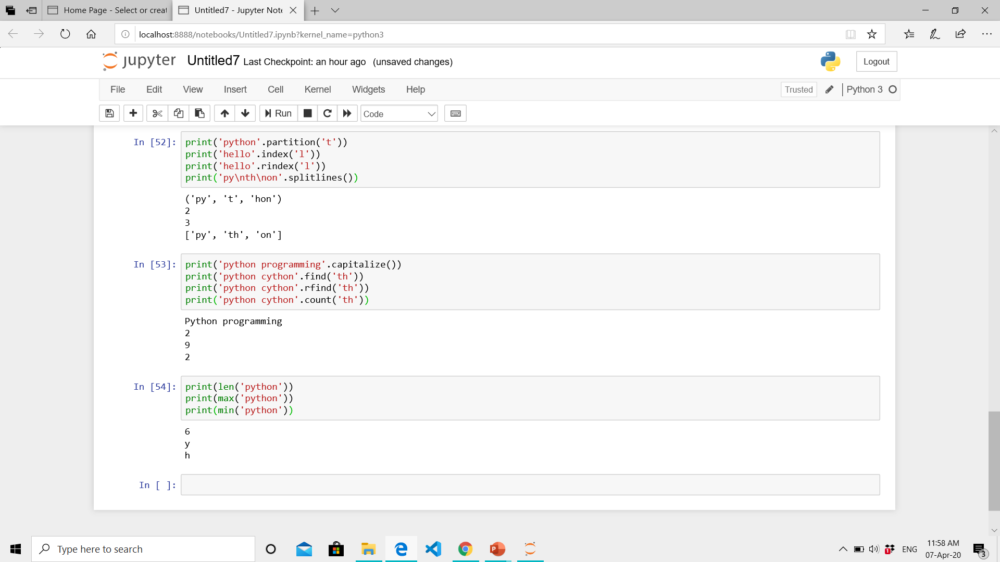 Home Page - Select or creat
Untitled7 - Jupyter Note
localhost:8888/notebooks/Untitled7.ipynb?kernel_name=python3
jupyter Untitled7 Last Checkpoint: an hour ago (unsaved changes)
Logout
File Edit View Insert Cell Kernel Widgets Help
Trusted
Python 3
Run
Code
In [52]:
print('python'.partition('t'))
print('hello'.index('l'))
print('hello'.rindex('l'))
print('py\nth\non'.splitlines())
('py', 't', 'hon')
2
3
['py', 'th', 'on']
In [53]:
print('python programming'.capitalize())
print('python cython'.find('th'))
print('python cython'.rfind('th'))
print('python cython'.count('th'))
Python programming
2
9
2
In [54]:
print(len('python'))
print(max('python'))
print(min('python'))
6
y
h
In [ ]:
Type here to search
P
1
ENG
11:58 AM
07-Apr-20
3